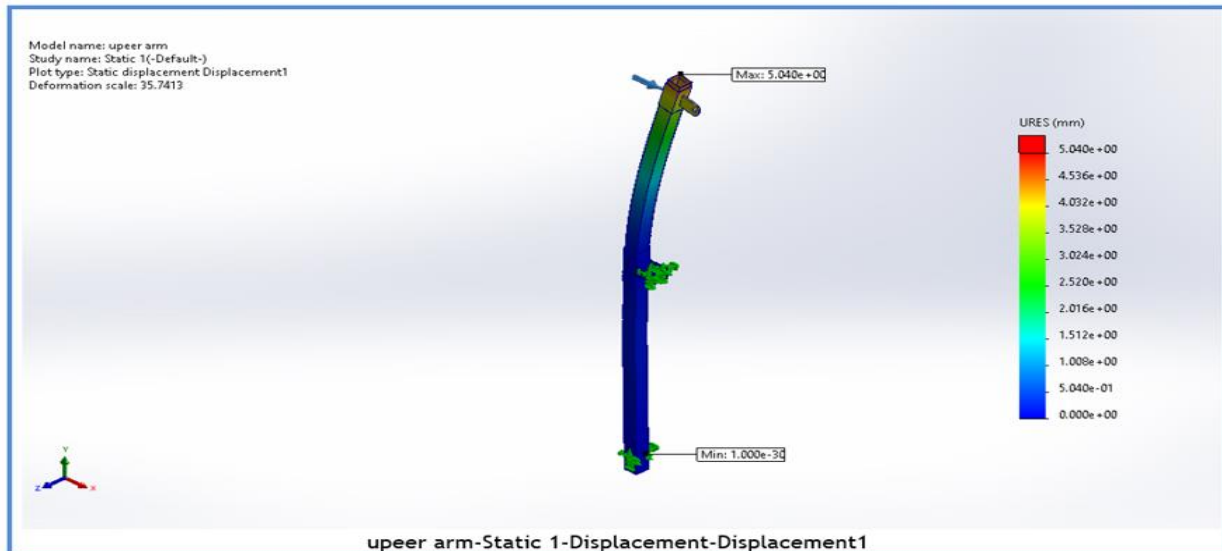 Model name: upeer arm
Study name: Static 1(-Default-)
Plot type: Static displacement Displacement1
Deformation scale: 35.7413
Max: 5.040e+00
URES (mm)
5.040e+00
4.536e+00
4.032e+00
3.528e+00
3.024e+00
2.520e+00
2.016e+00
1.512e+00
1.008e+00
5.040e-01
0.000e+00
Min: 1.000e-30
Y
Z
X
upeer arm-Static 1-Displacement-Displacement1